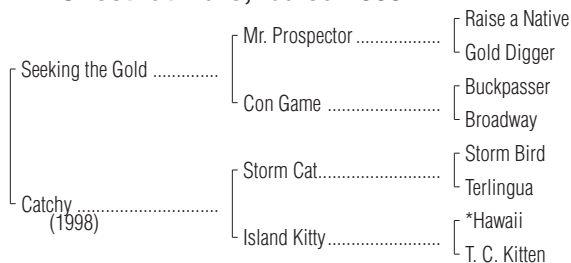 Raise a Native
Mr. Prospector ...................
Gold Digger
Seeking the Gold ..............
Buckpasser
Con Game .........................
Broadway
Storm Bird
Storm Cat...........................
Terlingua
Catchy ...............................
(1998)
*Hawaii
Island Kitty.........................
T. C. Kitten